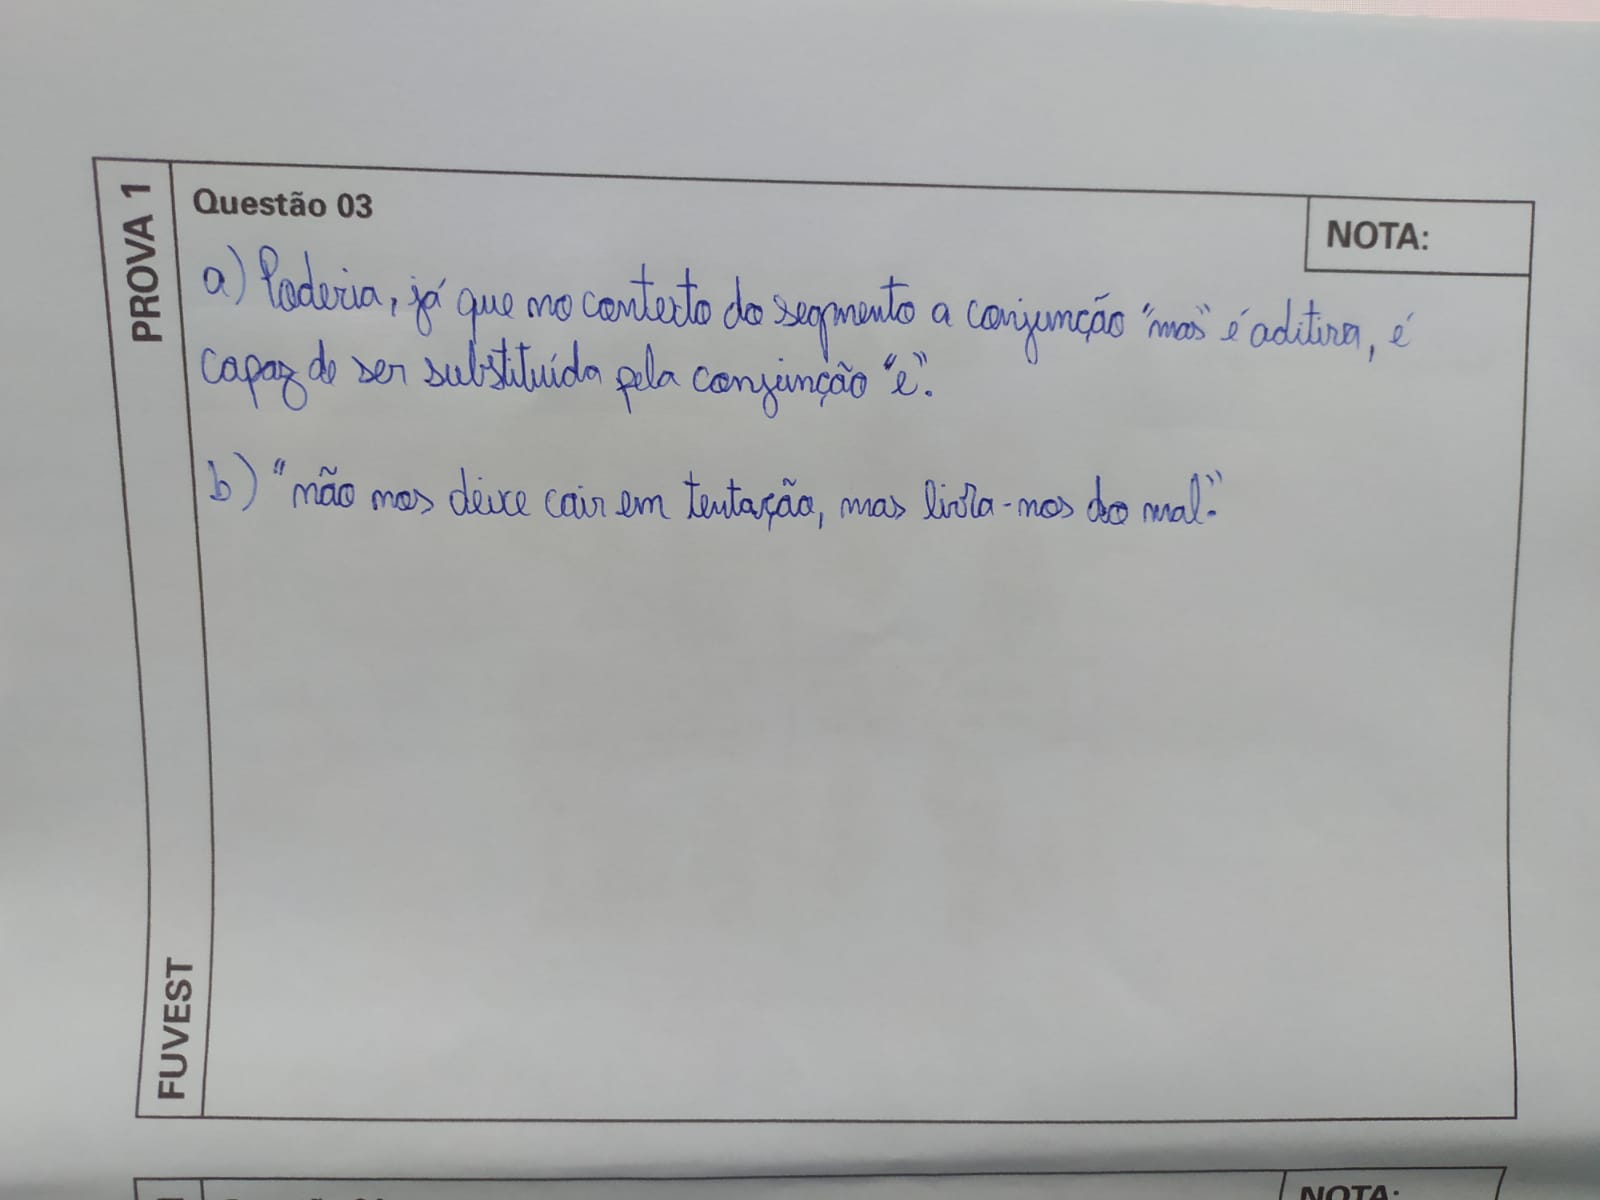 PROVA 1
Questão 03
NOTA:
a) Poderia, já que no contexto do segmento a conjunção "mas" é aditiva, é
capaz de ser substituída pela conjunção "e".
b) "não nos deixe cair em tentação, mas livra-nos do mal."
FUVEST
NOTA: